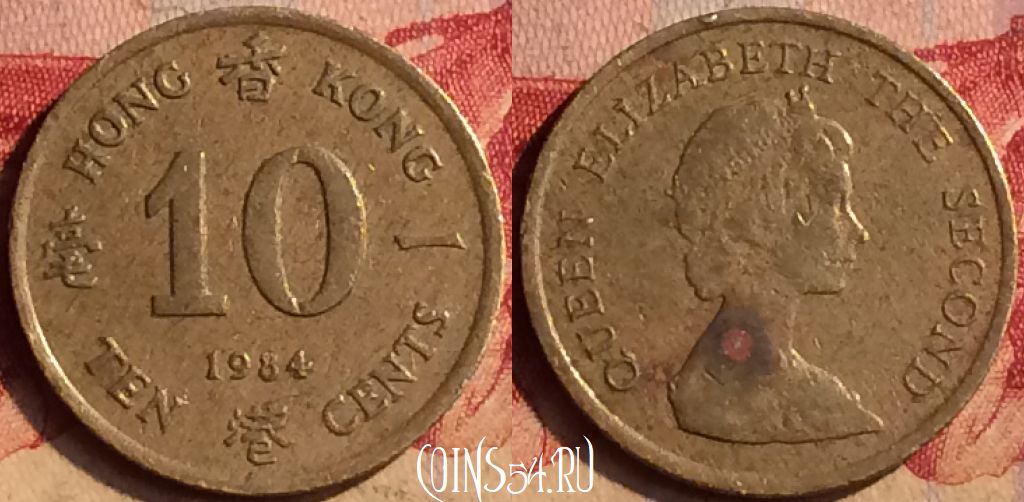 HONG KONG
香港一毫
10
1984
TEN CENTS
QUEEN ELIZABETH THE SECOND
COINS54.RU